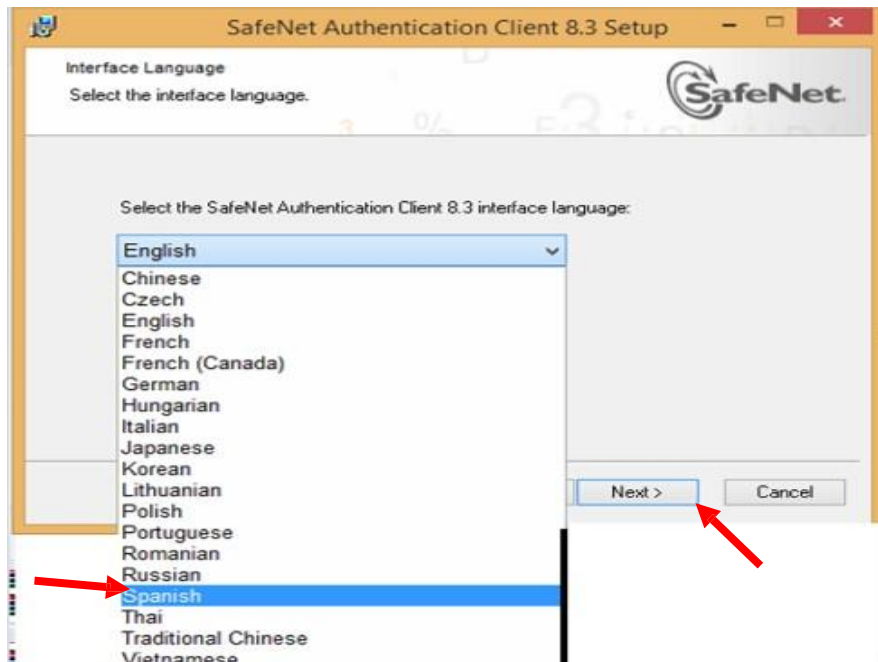 SafeNet Authentication Client 8.3 Setup
Interface Language
Select the interface language.
SafeNet.
Select the SafeNet Authentication Client 8.3 interface language:
English
Chinese
Czech
English
French
French (Canada)
German
Hungarian
Italian
Japanese
Korean
Lithuanian
Polish
Portuguese
Romanian
Russian
Spanish
Thai
Traditional Chinese
Vietnamese
Next >
Cancel